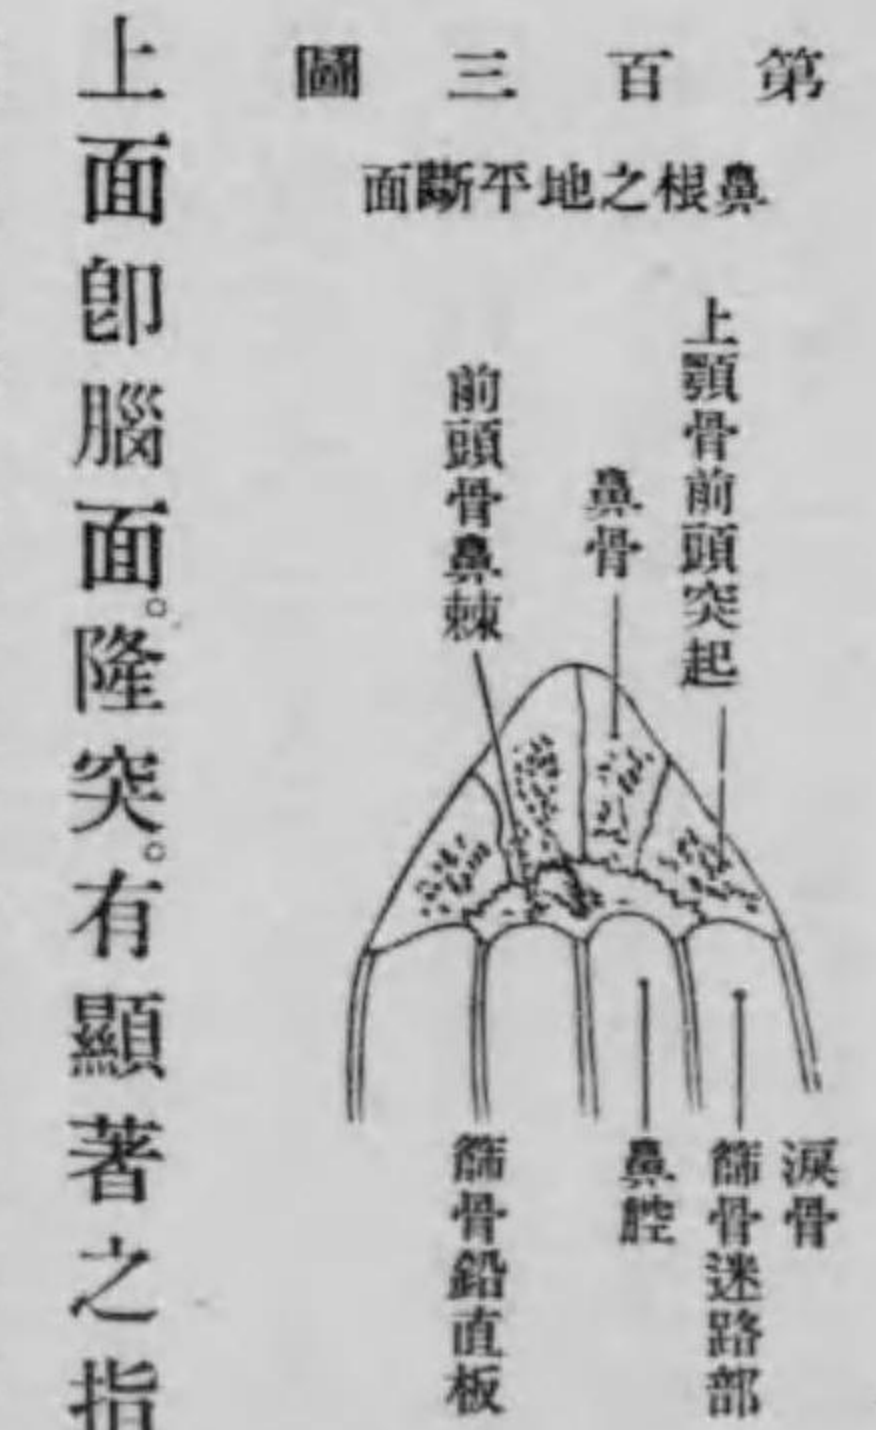 第百三圖
鼻根之地平斷面
上顎骨前頭突起
鼻骨
前頭骨鼻棘
淚骨
篩骨迷路部
鼻腔
篩骨鉛直板
上面卽腦面。隆突。有顯著之指